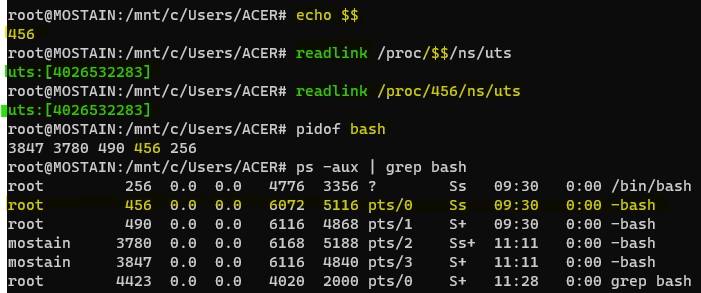 root@MOSTAIN:/mnt/c/Users/ACER# echo $$
456
root@MOSTAIN:/mnt/c/Users/ACER# readlink /proc/$$/ns/uts
uts:[4026532283]
root@MOSTAIN:/mnt/c/Users/ACER# readlink /proc/456/ns/uts
uts:[4026532283]
root@MOSTAIN:/mnt/c/Users/ACER# pidof bash
3847 3780 490 456 256
root@MOSTAIN:/mnt/c/Users/ACER# ps -aux | grep bash
root 256 0.0 0.0 4776 3356 ? Ss 09:30 0:00 /bin/bash
root 456 0.0 0.0 6072 5116 pts/0 Ss 09:30 0:00 -bash
root 490 0.0 0.0 6116 4868 pts/1 S+ 09:30 0:00 -bash
mostain 3780 0.0 0.0 6168 5188 pts/2 Ss+ 11:11 0:00 -bash
mostain 3847 0.0 0.0 6116 4840 pts/3 S+ 11:11 0:00 -bash
root 4423 0.0 0.0 4020 2000 pts/0 S+ 11:28 0:00 grep bash